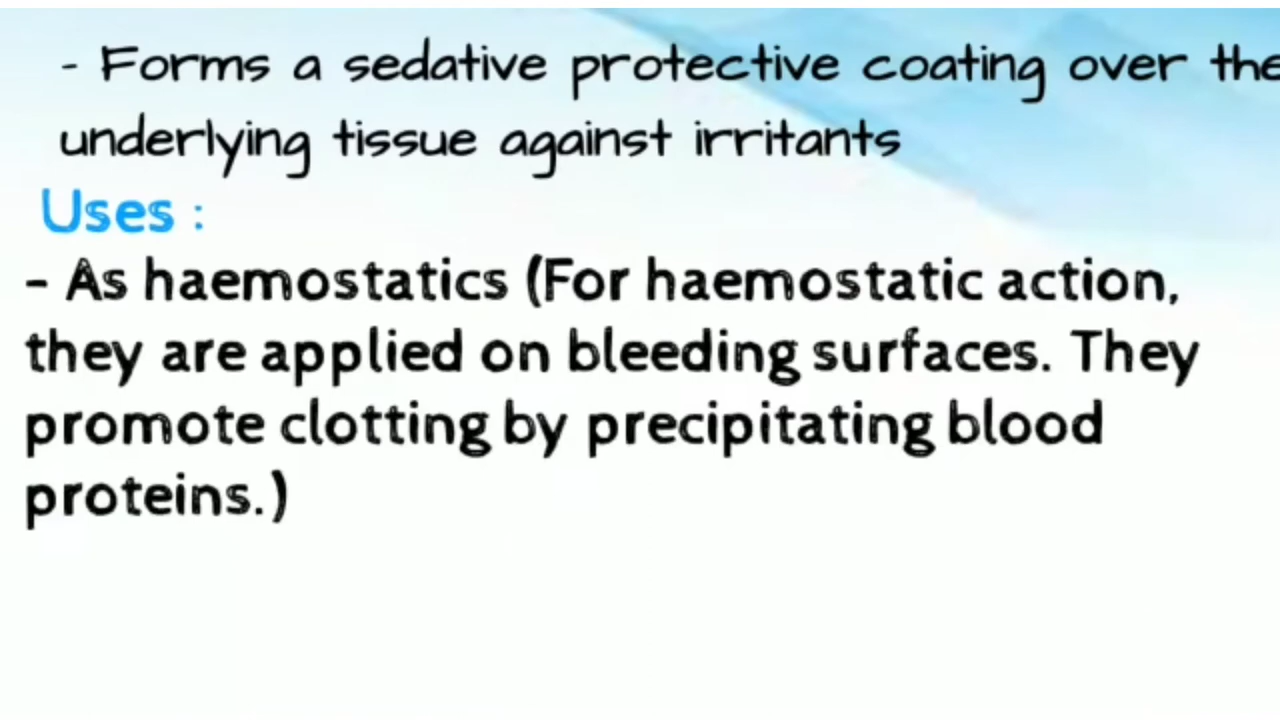 - Forms a sedative protective coating over the
underlying tissue against irritants
Uses :
- As haemostatics (For haemostatic action,
they are applied on bleeding surfaces. They
promote clotting by precipitating blood
proteins.)